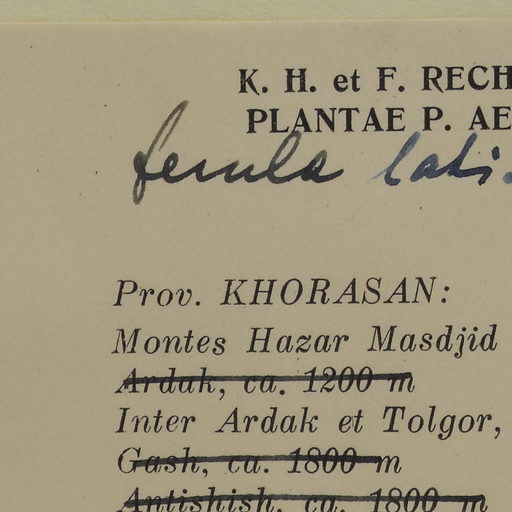 K. H. et F. RECH
PLANTAE P. AE
ferula lati
Prov. KHORASAN:
Montes Hazar Masdjid
Ardak, ca. 1200 m
Inter Ardak et Tolgor,
Gash, ca. 1800 m
Antishish, ca. 1800 m